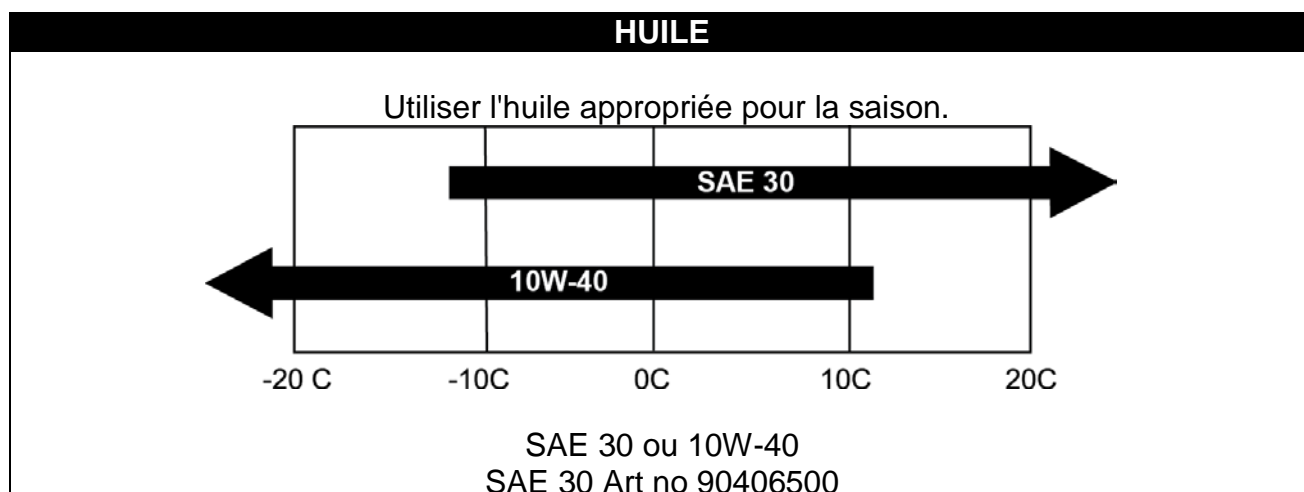 HUILE
Utiliser l'huile appropriée pour la saison.
SAE 30
10W-40
-20 C -10C 0C 10C 20C
SAE 30 ou 10W-40
SAE 30 Art no 90406500